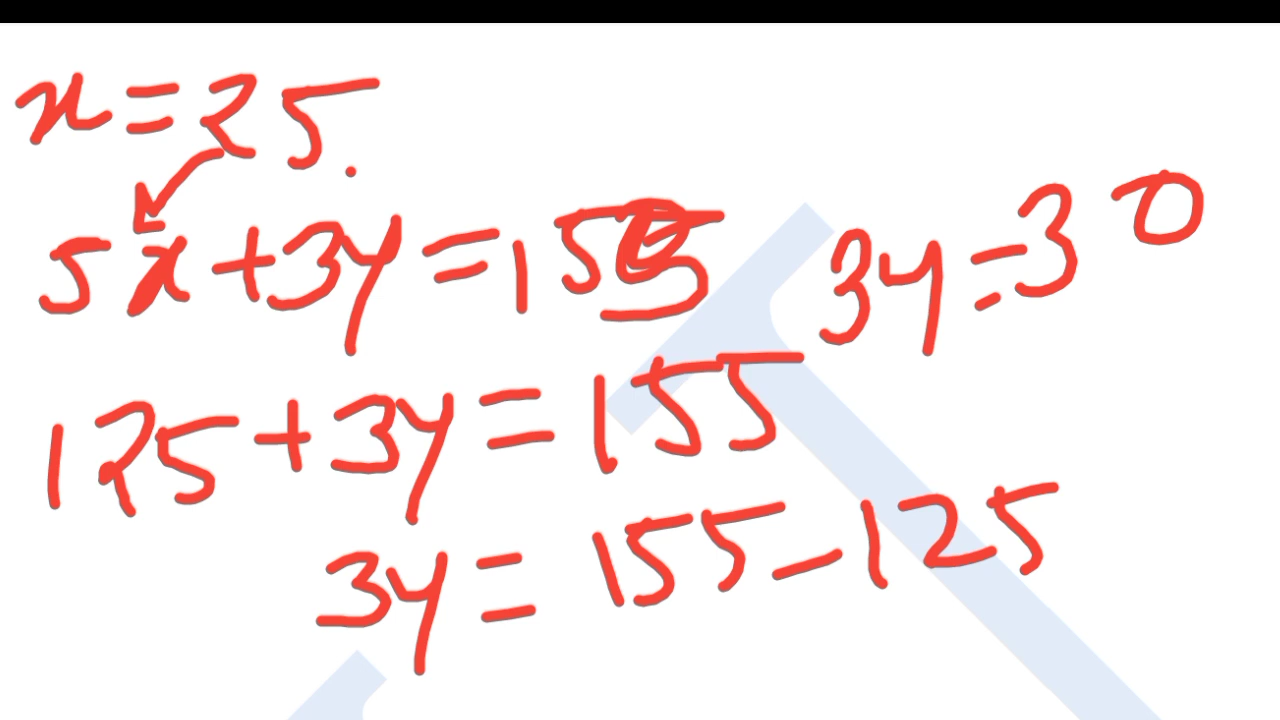 x = 25.
5x + 3y = 155
3y = 30
125 + 3y = 155
3y = 155 - 125